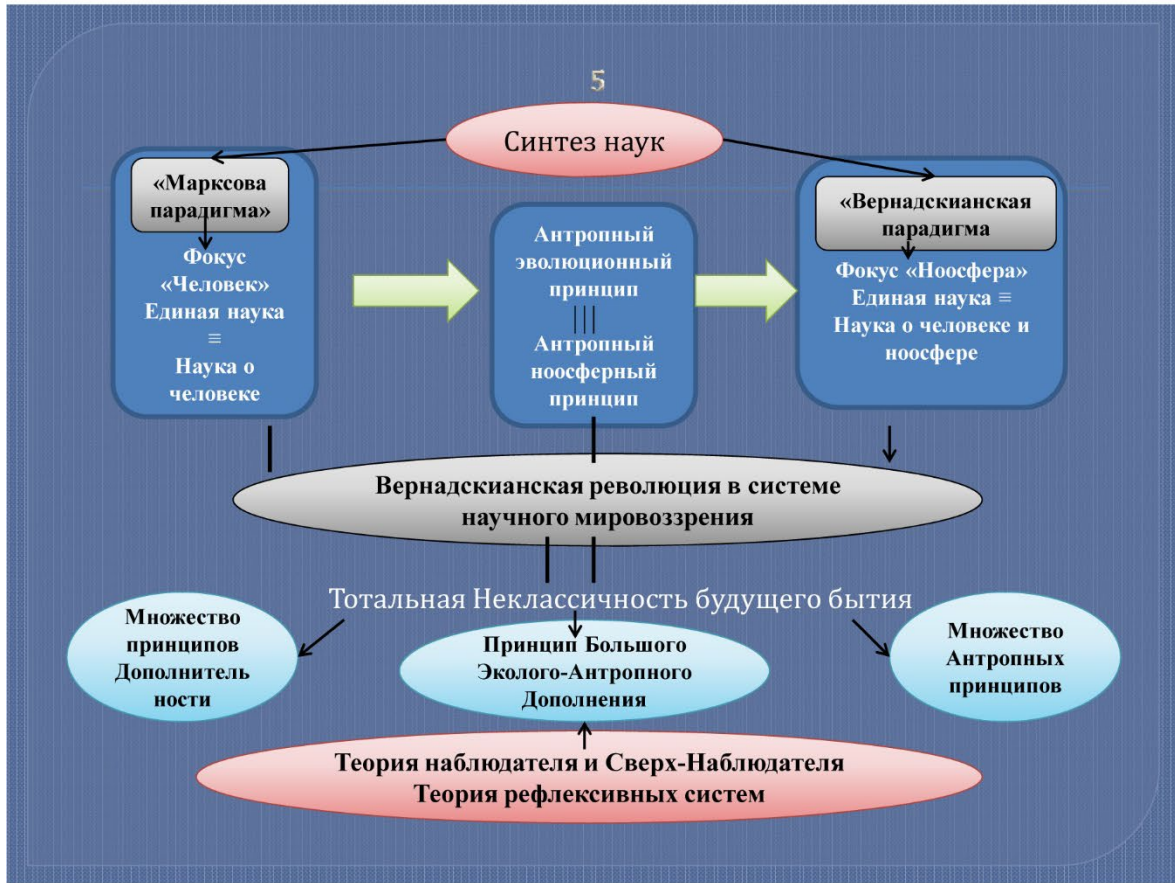 5
Синтез наук
«Марксова
парадигма»
Фокус
«Человек»
Единая наука
≡
Наука о
человеке
Антропный
эволюционный
принцип
|||
Антропный
ноосферный
принцип
«Вернадскианская
парадигма
Фокус «Ноосфера»
Единая наука ≡
Наука о человеке и
ноосфере
Вернадскианская революция в системе
научного мировоззрения
Тотальная Неклассичность будущего бытия
Множество
принципов
Дополнитель
ности
Принцип Большого
Эколого-Антропного
Дополнения
Множество
Антропных
принципов
Теория наблюдателя и Сверх-Наблюдателя
Теория рефлексивных систем